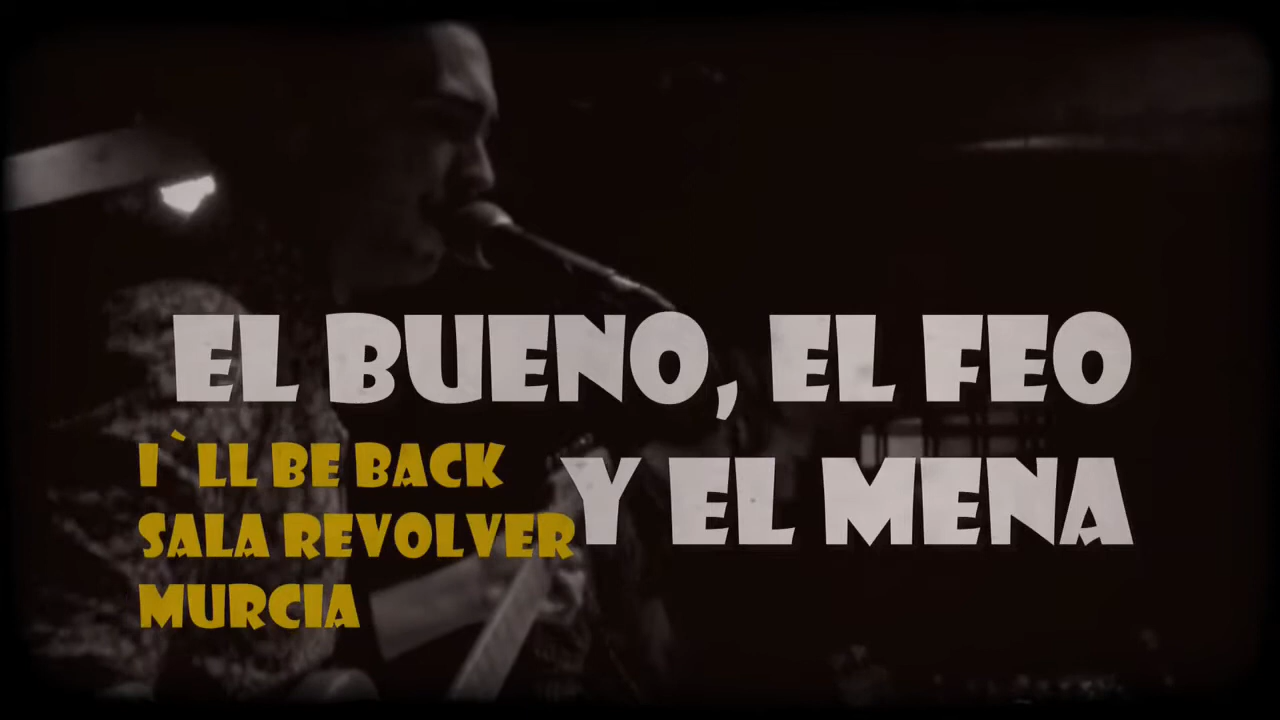 EL BUENO, EL FEO
Y EL MENA
I`LL BE BACK
SALA REVOLVER
MURCIA